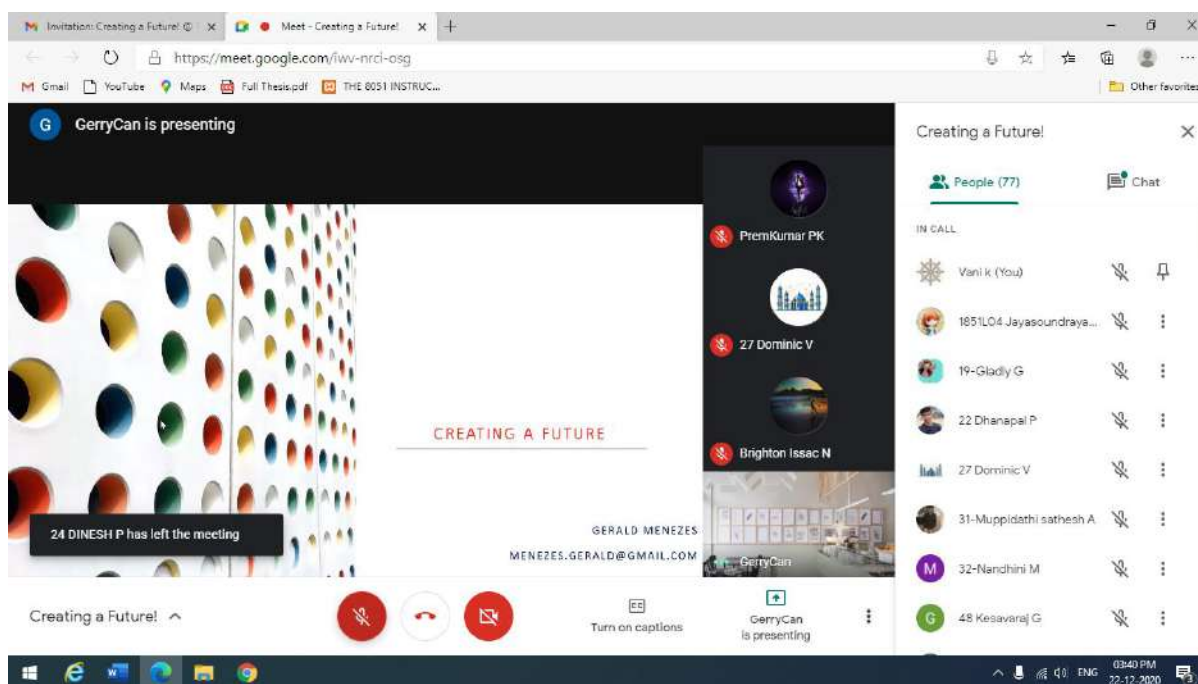 Invitation: Creating a Future! @
Meet - Creating a Future!
https://meet.google.com/iwv-nrci-osg
Gmail
YouTube
Maps
Full Thesis.pdf
THE 8051 INSTRUC...
Other favorites
G
GerryCan is presenting
PremKumar PK
27 Dominic V
Brighton Issac N
GerryCan
CREATING A FUTURE
GERALD MENEZES
MENEZES.GERALD@GMAIL.COM
24 DINESH P has left the meeting
Creating a Future!
People (77)
Chat
IN CALL
Vani k (You)
1851L04 Jayasoundraya...
19-Gladly G
22 Dhanapal P
27 Dominic V
31-Muppidathi sathesh A
M
32-Nandhini M
G
48 Kesavaraj G
Creating a Future!
CC
Turn on captions
GerryCan
is presenting
ENG
03:40 PM
22-12-2020